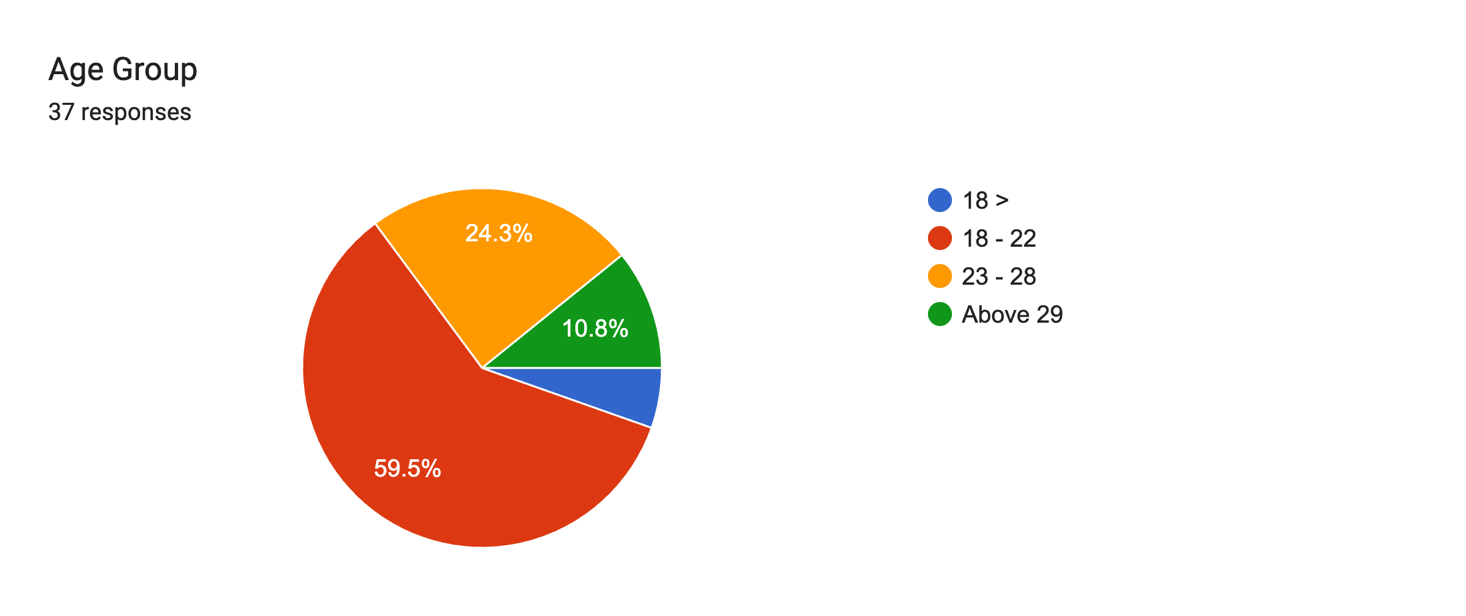 Age Group
37 responses
24.3%
10.8%
59.5%
18 >
18 - 22
23 - 28
Above 29